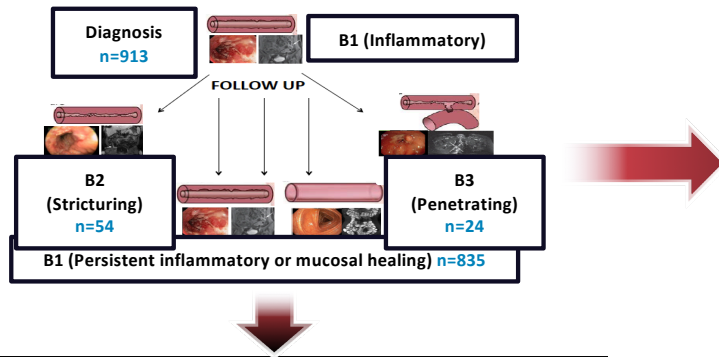 Diagnosis
n=913
B1 (Inflammatory)
FOLLOW UP
B2
(Stricturing)
n=54
B3
(Penetrating)
n=24
B1 (Persistent inflammatory or mucosal healing) n=835